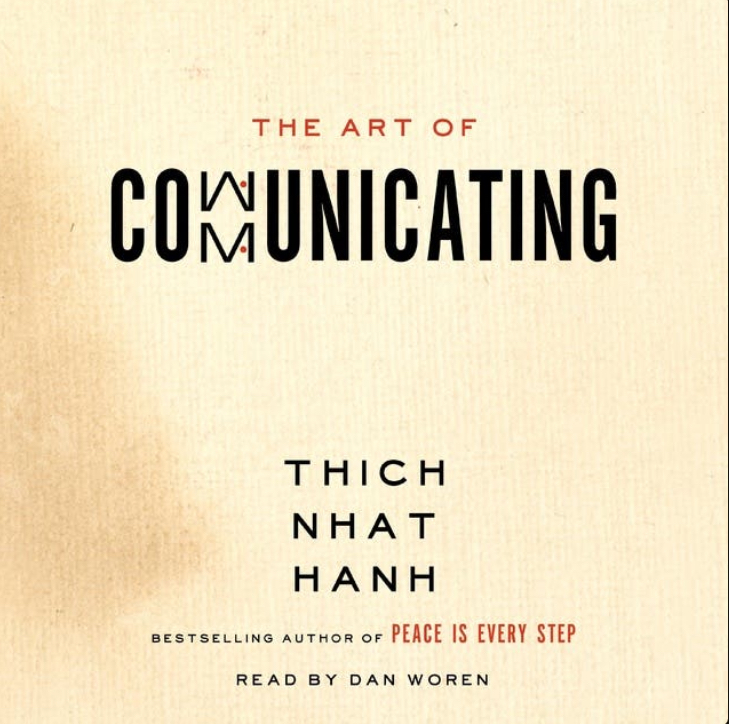 THE ART OF
COMMUNICATING
THICH
NHAT
HANH
BESTSELLING AUTHOR OF PEACE IS EVERY STEP
READ BY DAN WOREN